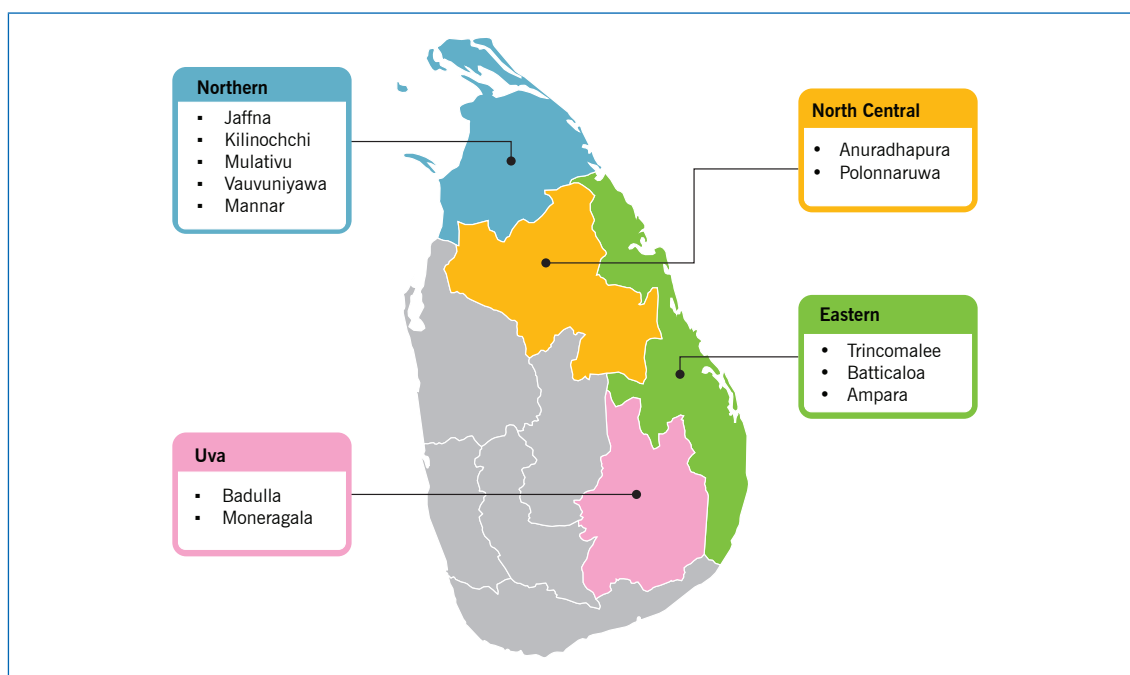 Northern
▪ Jaffna
▪ Kilinochchi
▪ Mulativu
▪ Vauvuniyawa
▪ Mannar
North Central
• Anuradhapura
• Polonnaruwa
Eastern
• Trincomalee
• Batticaloa
• Ampara
Uva
▪ Badulla
▪ Moneragala